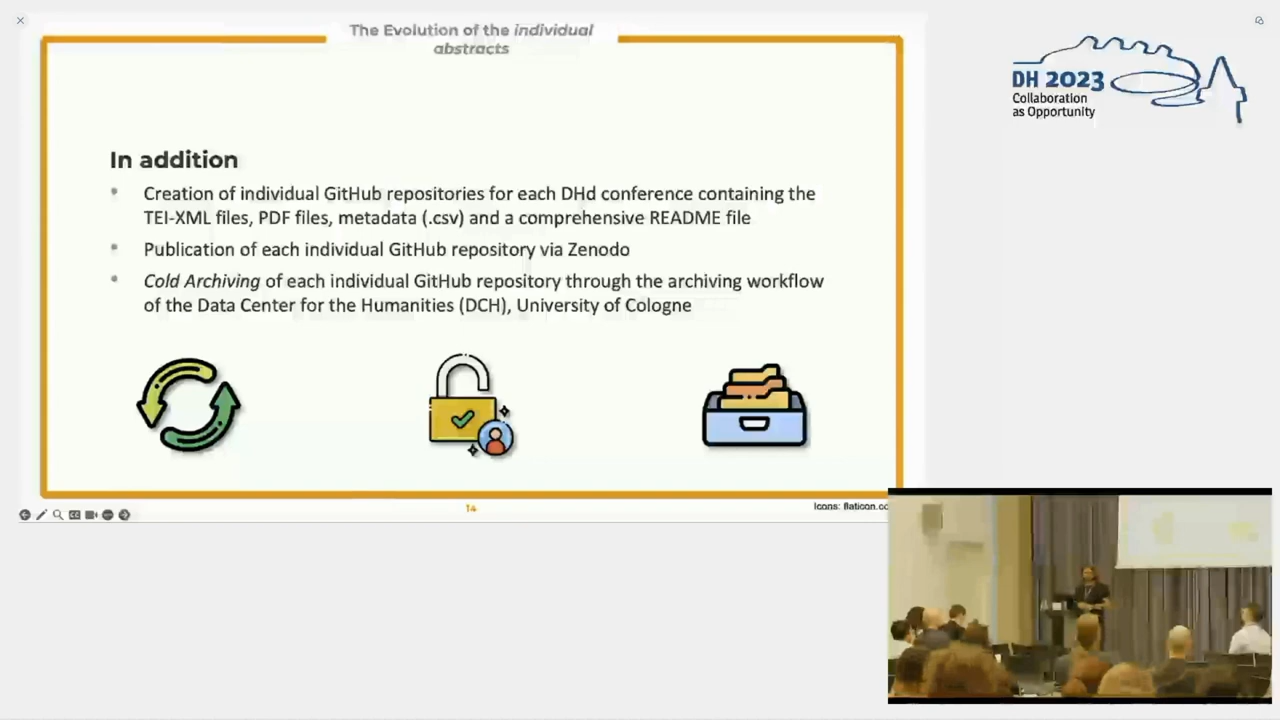 The Evolution of the individual
abstracts
DH 2023
Collaboration
as Opportunity
In addition
Creation of individual GitHub repositories for each DHd conference containing the
TEI-XML files, PDF files, metadata (.csv) and a comprehensive README file
Publication of each individual GitHub repository via Zenodo
Cold Archiving of each individual GitHub repository through the archiving workflow
of the Data Center for the Humanities (DCH), University of Cologne
14
Icons: flaticon.co